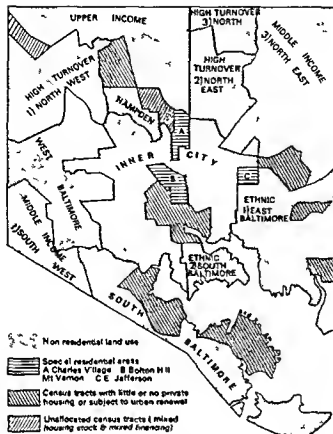 UPPER INCOME
HIGH TURNOVER
3) NORTH
MIDDLE INCOME
3) NORTH EAST
HIGH TURNOVER
1) NORTH WEST
HIGH TURNOVER
2) NORTH
EAST
HAMPDEN
A
INNER CITY
B
C
WEST BALTIMORE
ETHNIC
1) EAST
BALTIMORE
MIDDLE INCOME
1) SOUTH WEST
ETHNIC
2) SOUTH
BALTIMORE
SOUTH BALTIMORE
Non residential land use
Special residential areas
A Charles Village B Bolton Hill
Mt Vernon C E Jefferson
Census tracts with little or no private
housing or subject to urban renewal
Unallocated census tracts (mixed
housing stock & mixed financing)